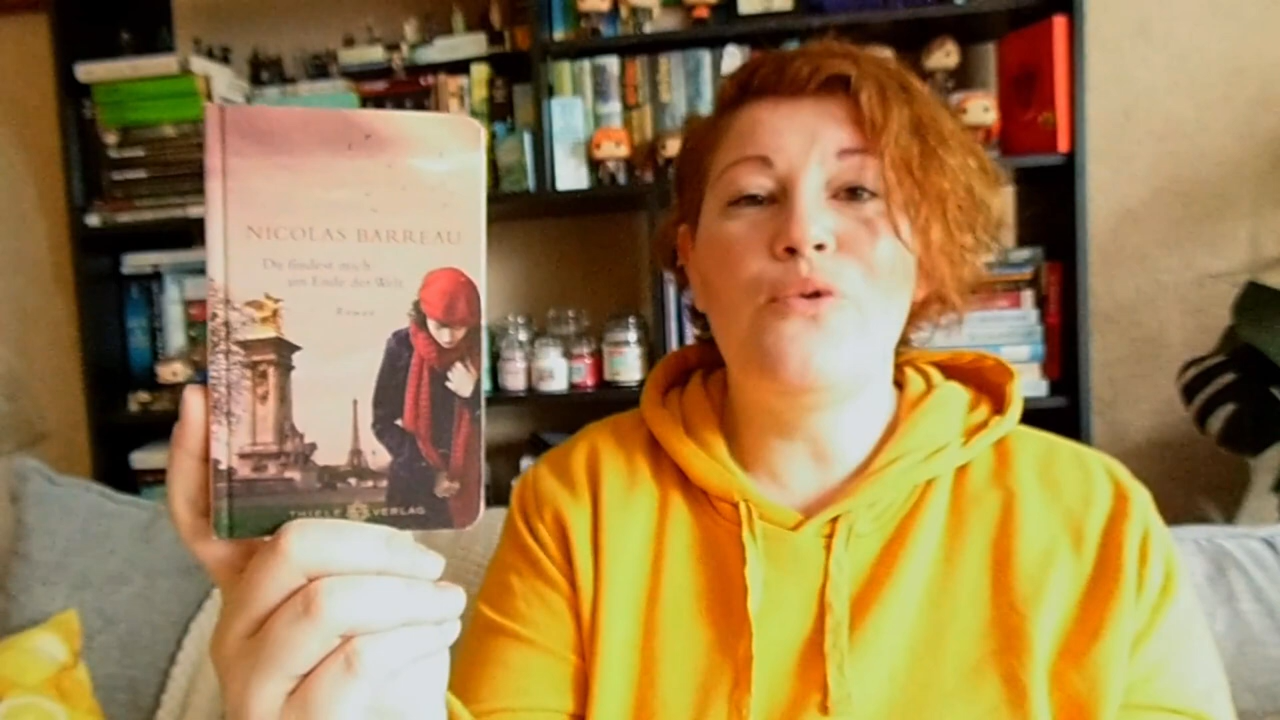 NICOLAS BARREAU
Du findest mich
am Ende der Welt
Roman
THIELE VERLAG